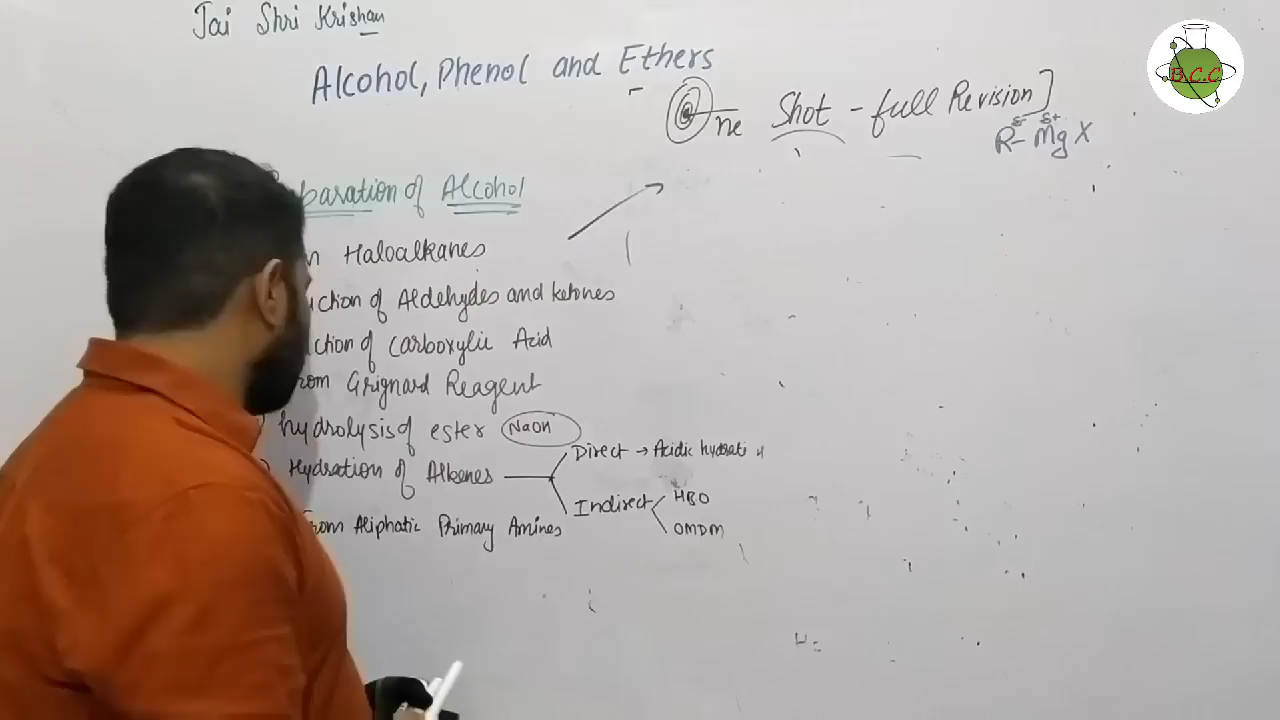 Jai Shri Krishan
Alcohol, Phenol and Ethers
One Shot - full Revision]
R-MgX
δ- δ+
paration of Alcohol
n Haloalkanes
uction of Aldehydes and ketones
ction of Carboxylic Acid
rom Grignard Reagent
hydrolysis of ester NaOH
Hydration of Alkenes
Direct → Acidic hydrati
Indirect
HBO
OMDM
From Aliphatic Primary Amines
B.C.C